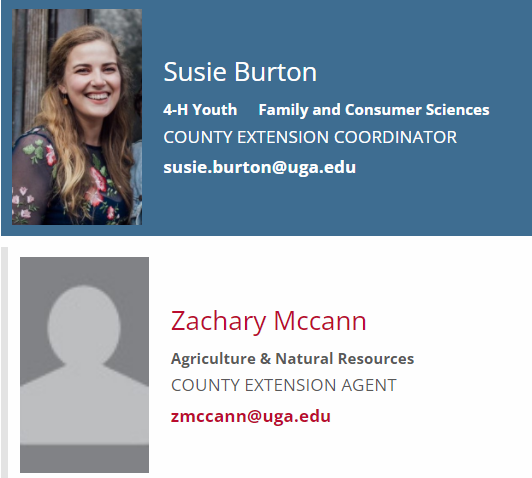 Susie Burton
4-H Youth Family and Consumer Sciences
COUNTY EXTENSION COORDINATOR
susie.burton@uga.edu
Zachary Mccann
Agriculture & Natural Resources
COUNTY EXTENSION AGENT
zmccann@uga.edu